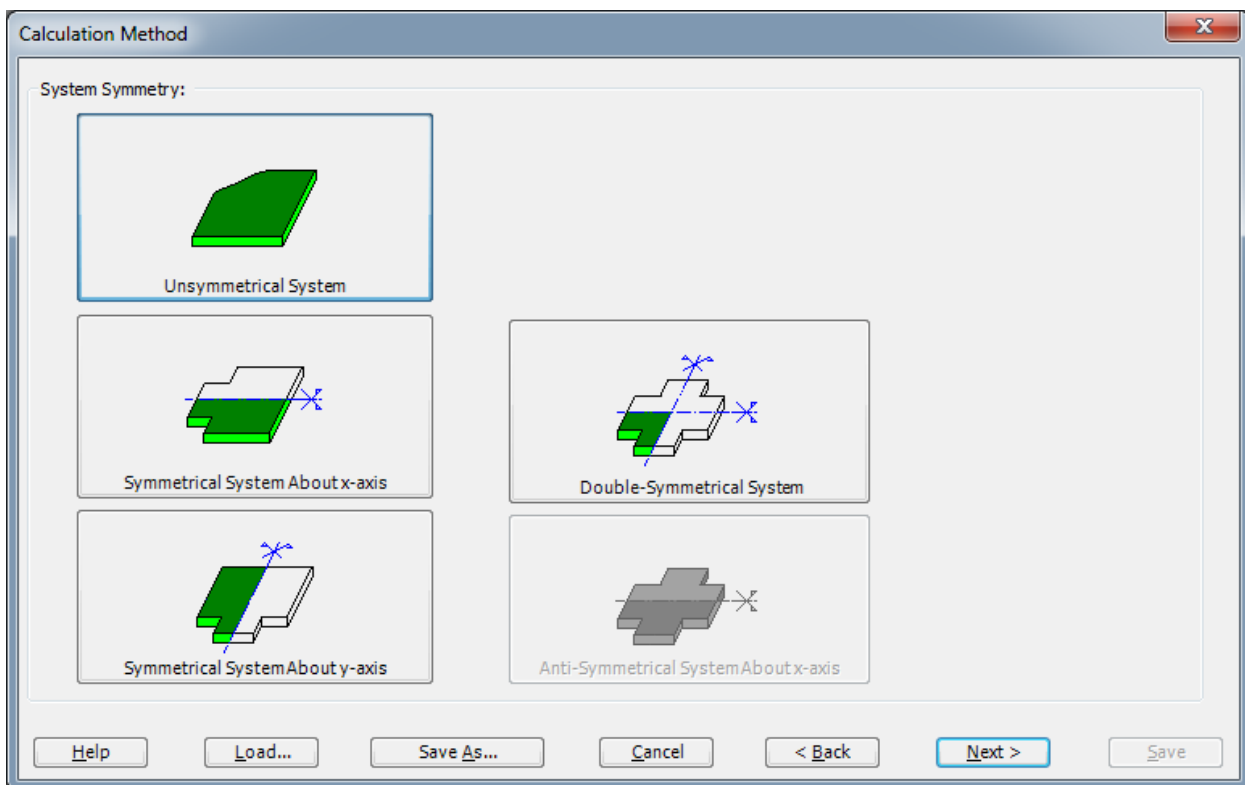 Calculation Method
System Symmetry:
Unsymmetrical System
Symmetrical System About x-axis
Double-Symmetrical System
Symmetrical System About y-axis
Anti-Symmetrical System About x-axis
Help
Load...
Save As...
Cancel
< Back
Next >
Save